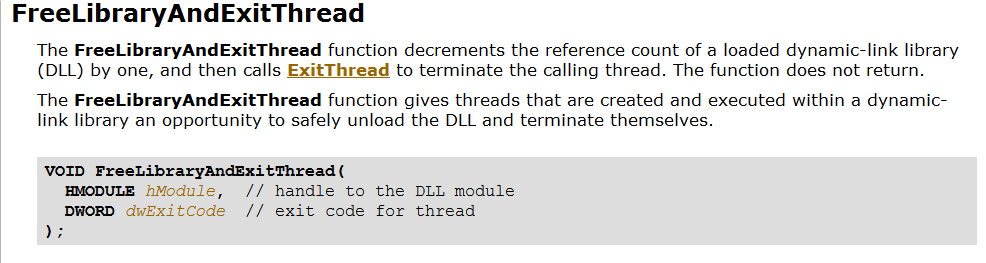 FreeLibraryAndExitThread
The FreeLibraryAndExitThread function decrements the reference count of a loaded dynamic-link library
(DLL) by one, and then calls ExitThread to terminate the calling thread. The function does not return.
The FreeLibraryAndExitThread function gives threads that are created and executed within a dynamic-
link library an opportunity to safely unload the DLL and terminate themselves.
VOID FreeLibraryAndExitThread(
  HMODULE hModule,  // handle to the DLL module
  DWORD dwExitCode  // exit code for thread
);